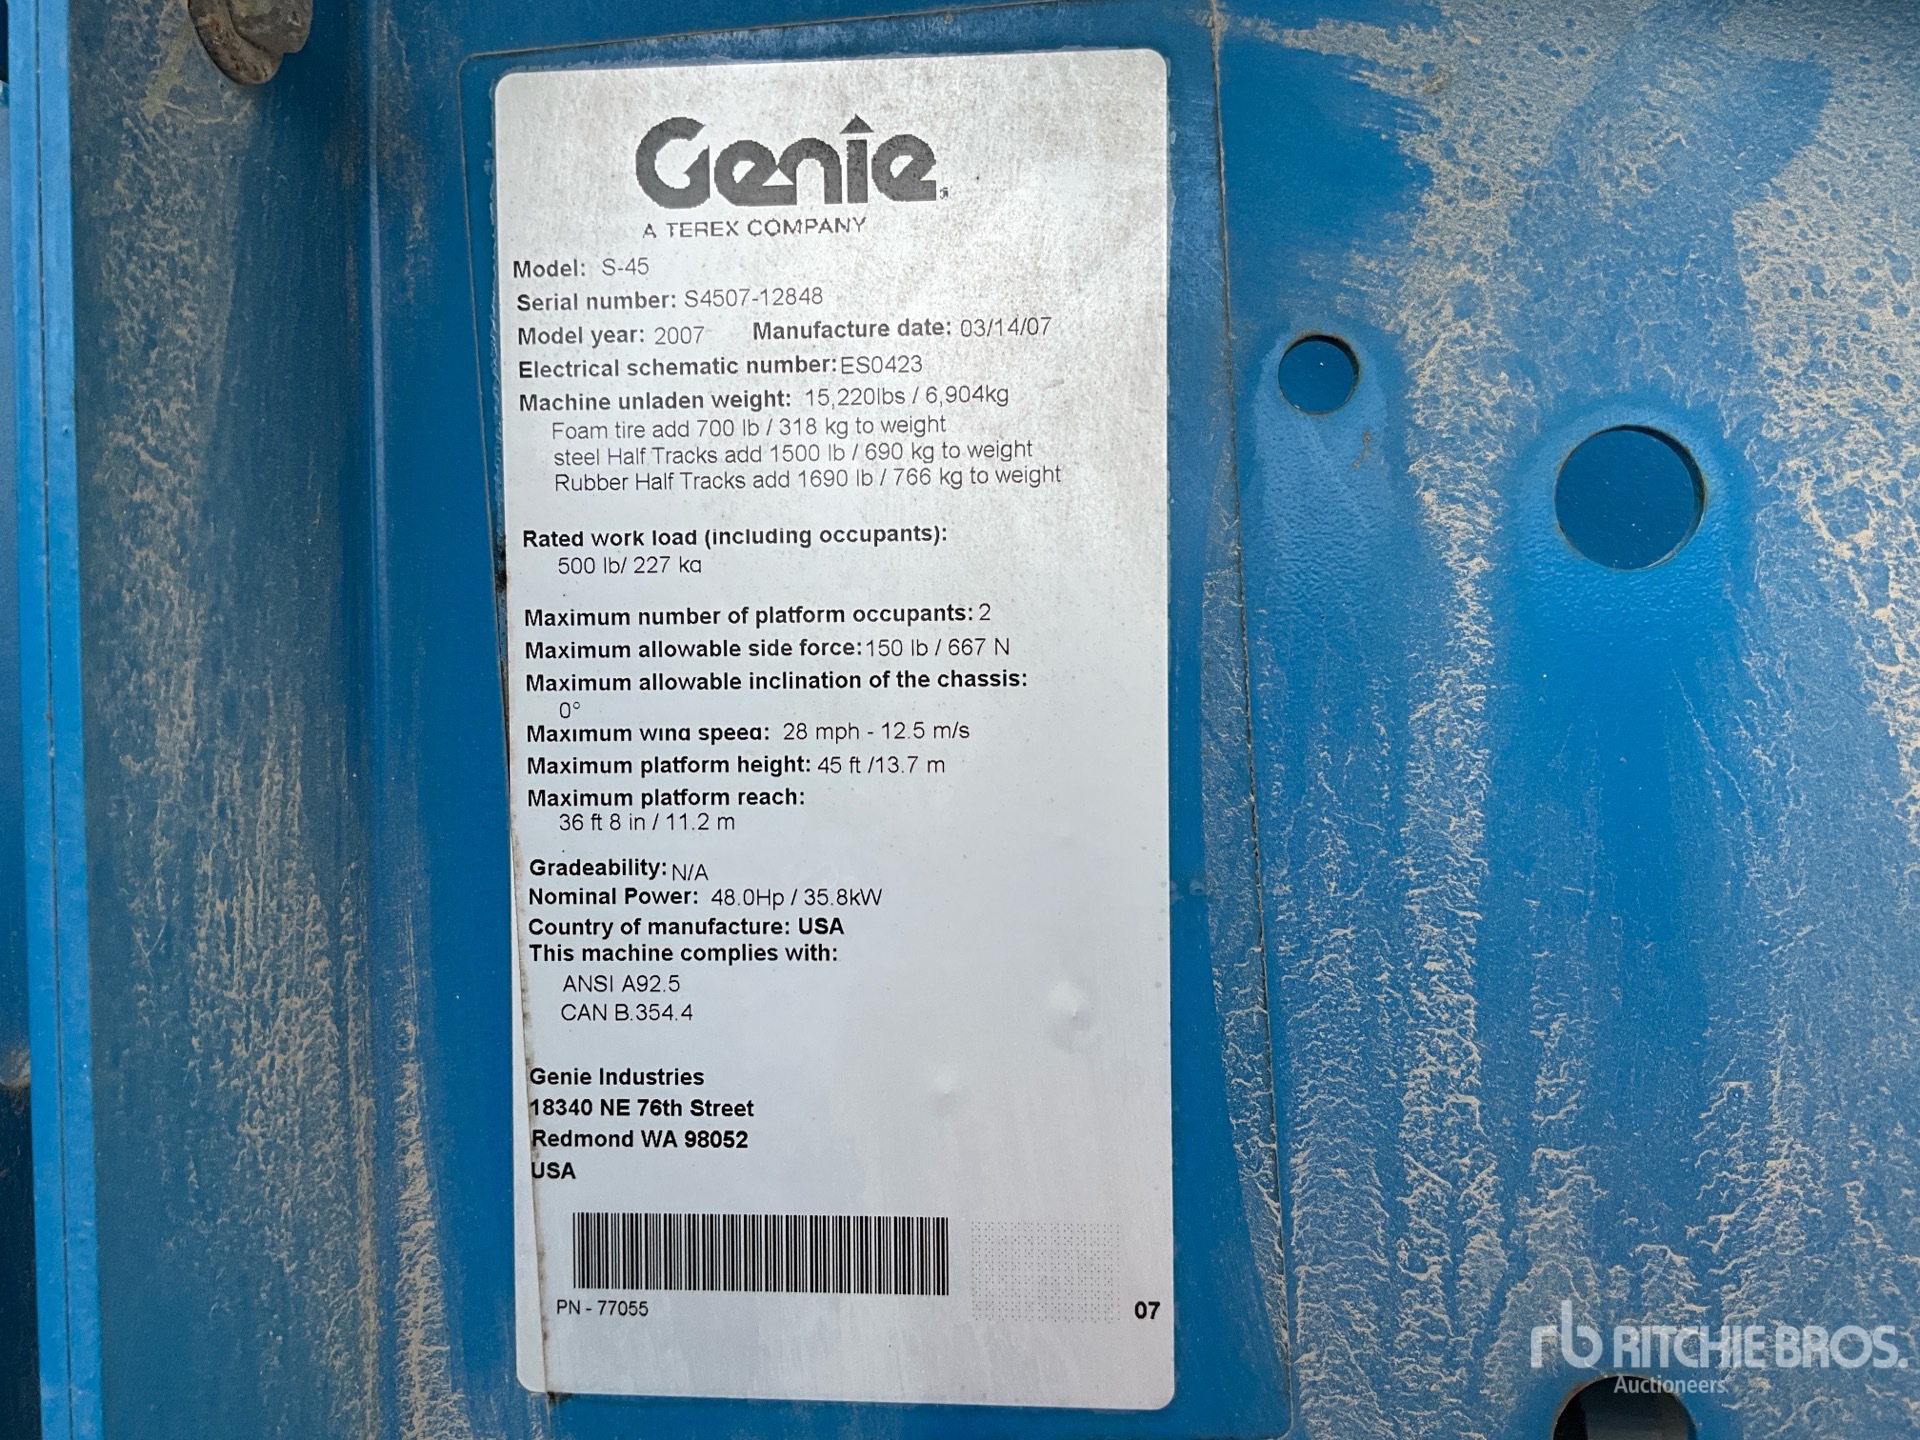 Genie
A TEREX COMPANY
Model: S-45
Serial number: S4507-12848
Model year: 2007 Manufacture date: 03/14/07
Electrical schematic number:ES0423
Machine unladen weight: 15,220lbs / 6,904kg
Foam tire add 700 lb / 318 kg to weight
steel Half Tracks add 1500 lb / 690 kg to weight
Rubber Half Tracks add 1690 lb / 766 kg to weight
Rated work load (including occupants):
500 lb/ 227 kg
Maximum number of platform occupants: 2
Maximum allowable side force: 150 lb / 667 N
Maximum allowable inclination of the chassis:
0°
Maximum wind speed: 28 mph - 12.5 m/s
Maximum platform height: 45 ft /13.7 m
Maximum platform reach:
36 ft 8 in / 11.2 m
Gradeability: N/A
Nominal Power: 48.0Hp / 35.8kW
Country of manufacture: USA
This machine complies with:
ANSI A92.5
CAN B.354.4
Genie Industries
18340 NE 76th Street
Redmond WA 98052
USA
PN - 77055
07
rb RITCHIE BROS.
Auctioneers